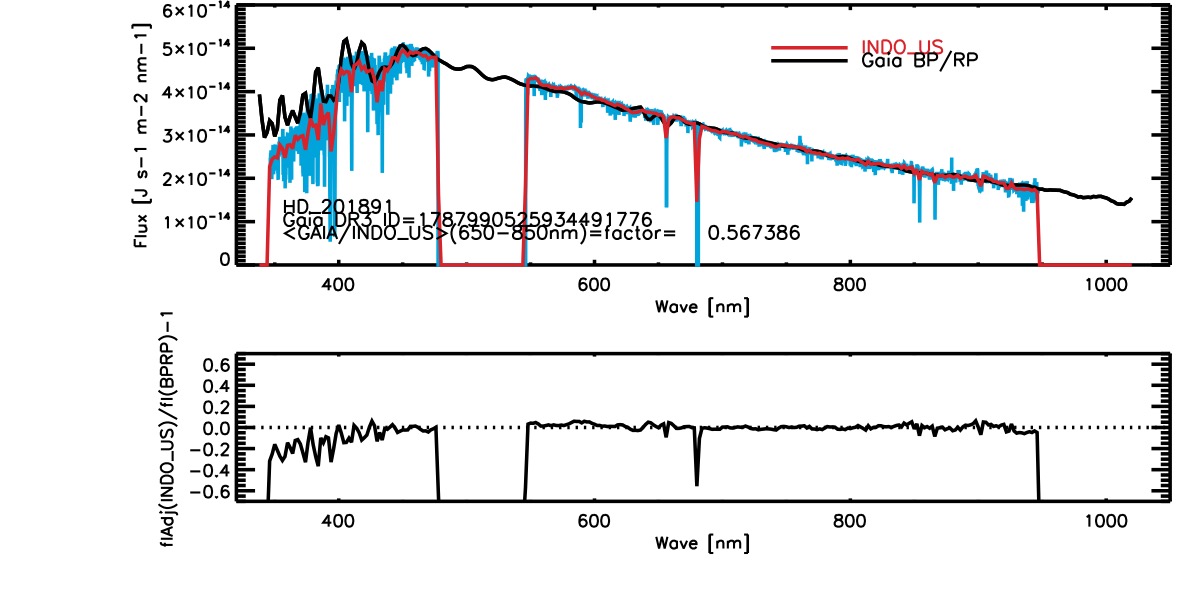 6×10⁻¹⁴
5×10⁻¹⁴
4×10⁻¹⁴
3×10⁻¹⁴
2×10⁻¹⁴
1×10⁻¹⁴
0
Flux [J s−1 m−2 nm−1]
INDO_US
Gaia BP/RP
HD_201891
Gaia DR3 ID=1787990525934491776
<GAIA/INDO_US>(650−850nm)=factor= 0.567386
400 600 800 1000
Wave [nm]
0.6
0.4
0.2
0.0
−0.2
−0.4
−0.6
flAdj(INDO_US)/fl(BPRP)−1
400 600 800 1000
Wave [nm]